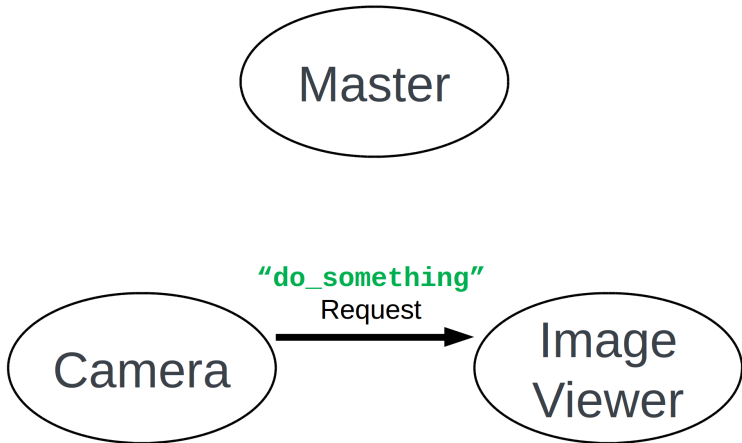 Master
“do_something”
Request
Camera
Image
Viewer